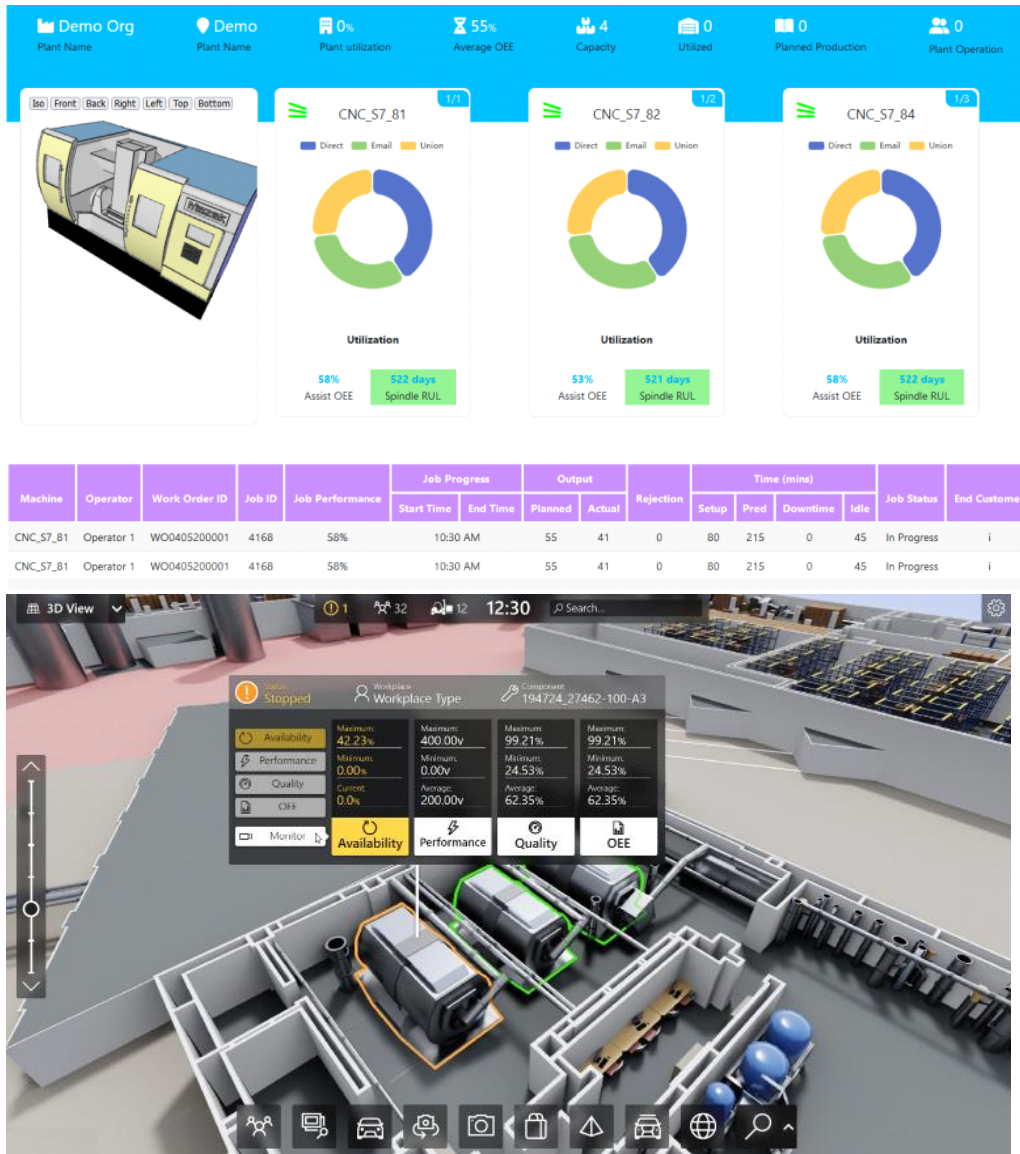 Demo Org Demo 0% 55% 4 0 0 0
Plant Name Plant Name Plant utilization Average OEE Capacity Utilized Planned Production Plant Operation
Iso Front Back Right Left Top Bottom
1/1
CNC_S7_81
Direct Email Union
Utilization
58% 522 days
Assist OEE Spindle RUL
1/2
CNC_S7_82
Direct Email Union
Utilization
53% 521 days
Assist OEE Spindle RUL
1/3
CNC_S7_84
Direct Email Union
Utilization
58% 522 days
Assist OEE Spindle RUL
Job Progress Output Time (mins)
Machine Operator Work Order ID Job ID Job Performance Start Time End Time Planned Actual Rejection Setup Pred Downtime Idle Job Status End Custome
CNC_S7_81 Operator 1 WO0405200001 4168 58% 10:30 AM 55 41 0 80 215 0 45 In Progress i
CNC_S7_81 Operator 1 WO0405200001 4168 58% 10:30 AM 55 41 0 80 215 0 45 In Progress i
3D View 1 32 12 12:30 Search...
Status Workplace Component
Stopped Workplace Type 194724_27462-100-A3
Availability
Performance
Quality
OEE
Monitor
Maximum: Maximum: Maximum: Maximum:
42.23% 400.00v 99.21% 99.21%
Minimum: Minimum: Minimum: Minimum:
0.00% 0.00v 24.53% 24.53%
Current: Average: Average: Average:
0.0% 200.00v 62.35% 62.35%
Availability Performance Quality OEE